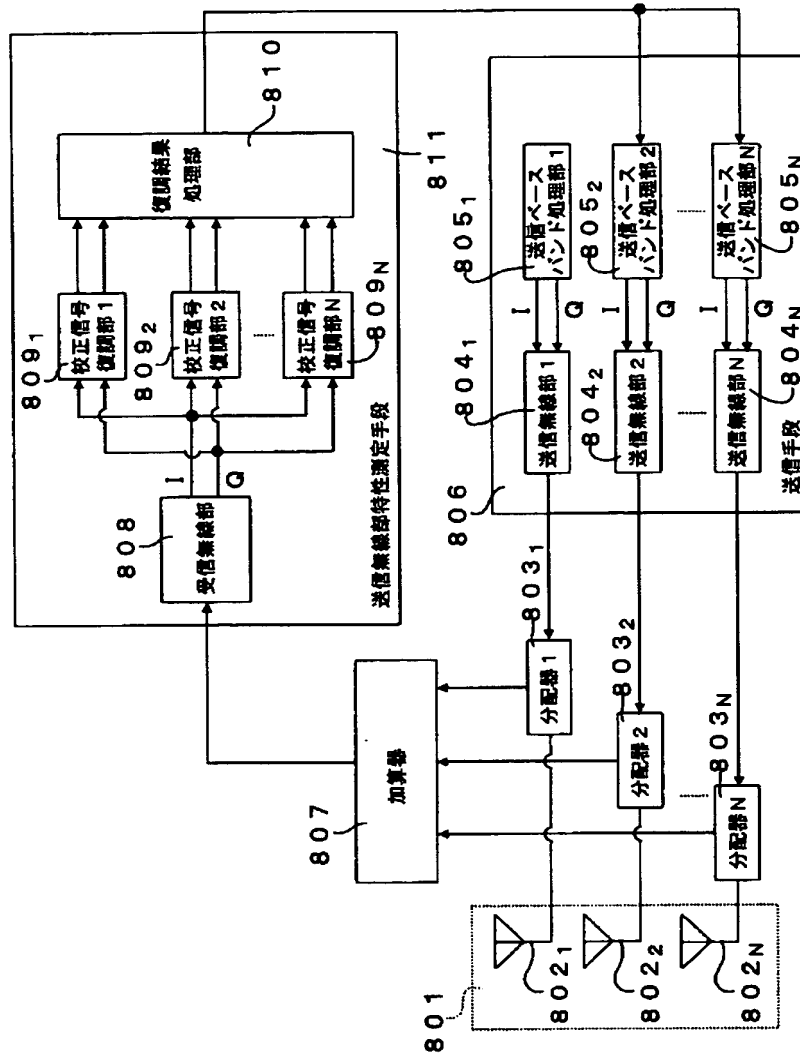 801
802₁
802₂
802N
807
加算器
分配器1
803₁
分配器2
803₂
分配器N
803N
808
受信無線部
I
Q
809₁
校正信号
復調部1
809₂
校正信号
復調部2
校正信号
復調部N
809N
復調結果
処理部
810
送信無線部特性測定手段
811
806
804₁
送信無線部1
804₂
送信無線部2
送信無線部N
804N
I
Q
I
Q
I
Q
805₁
送信ベース
バンド処理部1
805₂
送信ベース
バンド処理部2
送信ベース
バンド処理部N
805N
送信手段